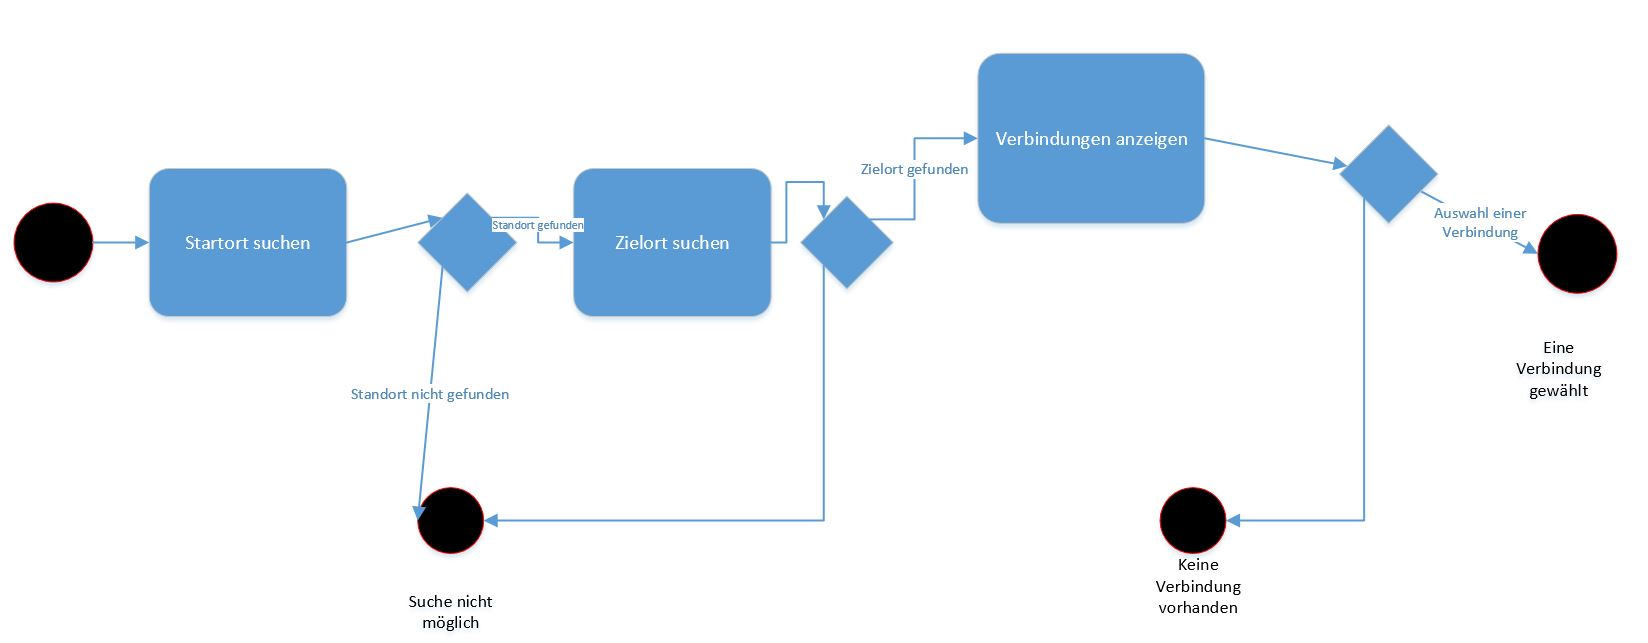 Startort suchen
Standort gefunden
Zielort suchen
Zielort gefunden
Verbindungen anzeigen
Auswahl einer
Verbindung
Eine
Verbindung
gewählt
Standort nicht gefunden
Suche nicht
möglich
Keine
Verbindung
vorhanden